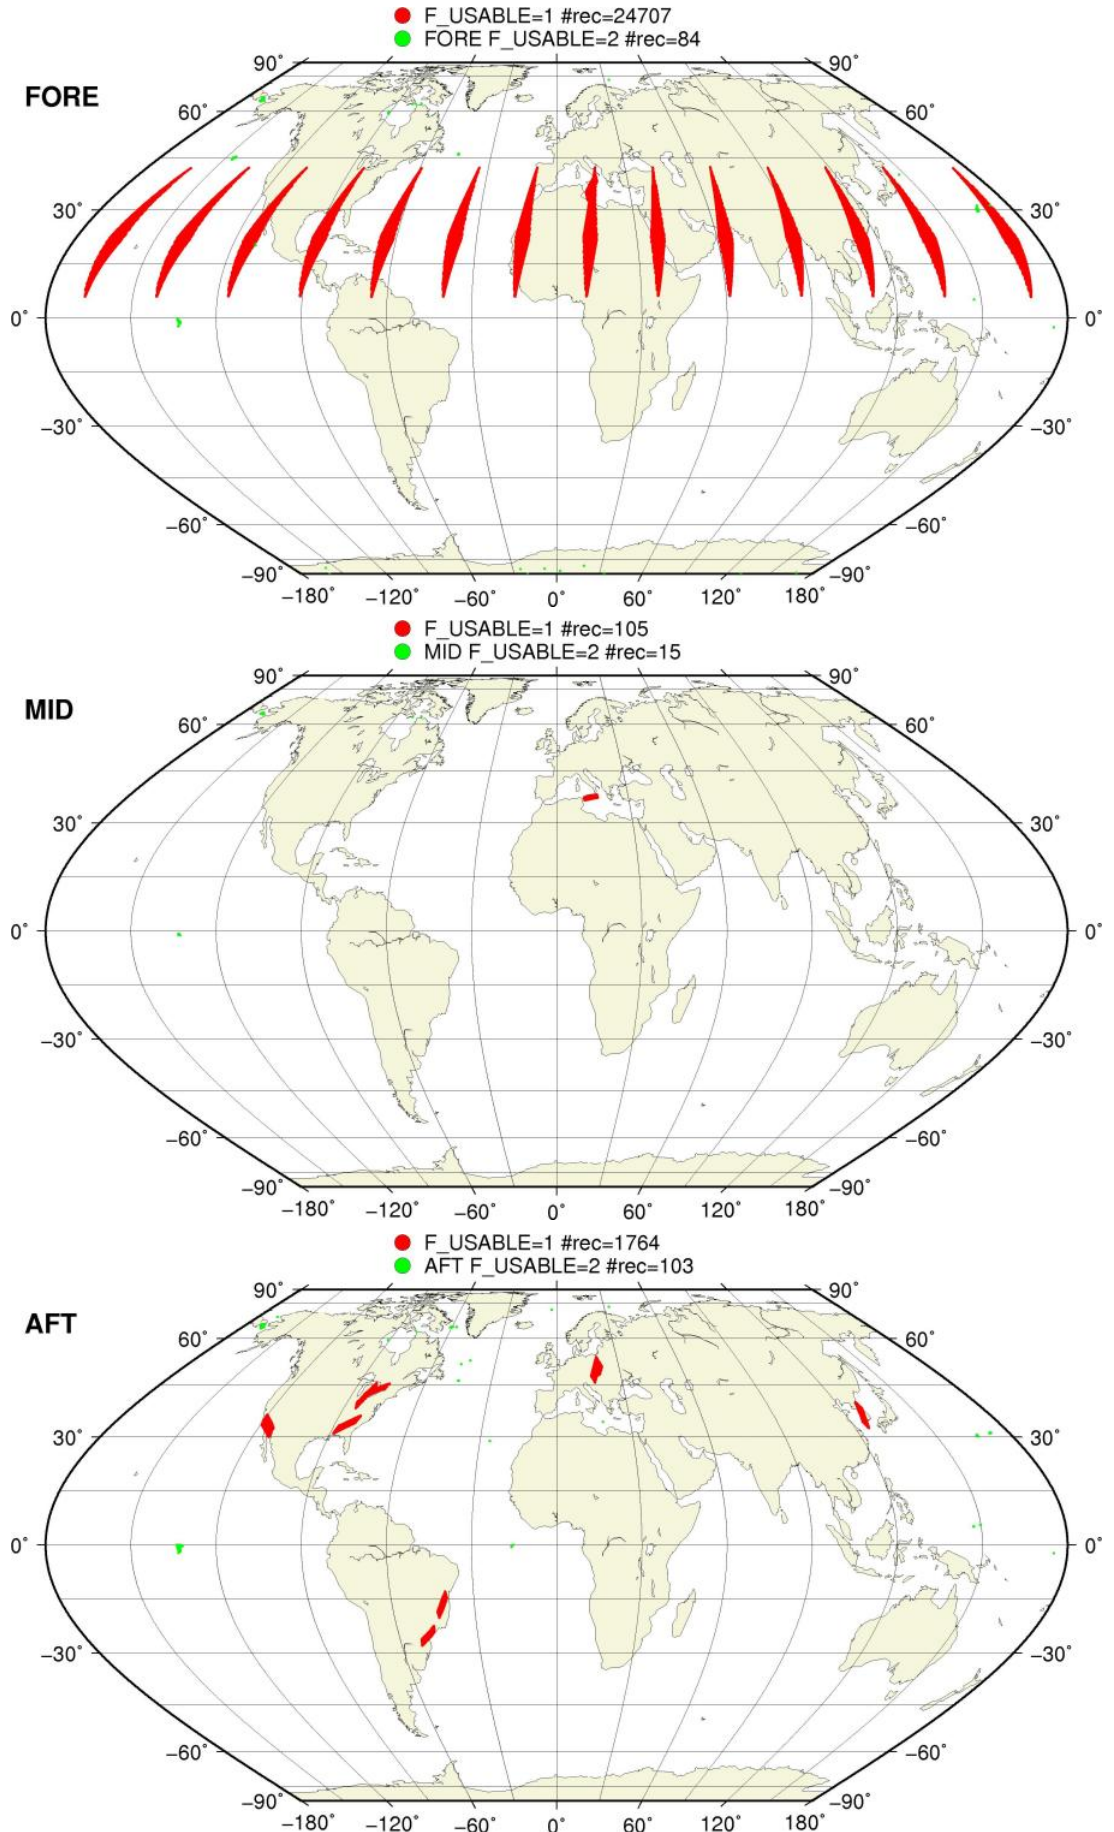 F_USABLE=1 #rec=24707
FORE F_USABLE=2 #rec=84
FORE
90° 90°
60° 60°
30° 30°
0° 0°
−30° −30°
−60° −60°
−90° −90°
−180° −120° −60° 0° 60° 120° 180°
F_USABLE=1 #rec=105
MID F_USABLE=2 #rec=15
MID
90° 90°
60° 60°
30° 30°
0° 0°
−30° −30°
−60° −60°
−90° −90°
−180° −120° −60° 0° 60° 120° 180°
F_USABLE=1 #rec=1764
AFT F_USABLE=2 #rec=103
AFT
90° 90°
60° 60°
30° 30°
0° 0°
−30° −30°
−60° −60°
−90° −90°
−180° −120° −60° 0° 60° 120° 180°